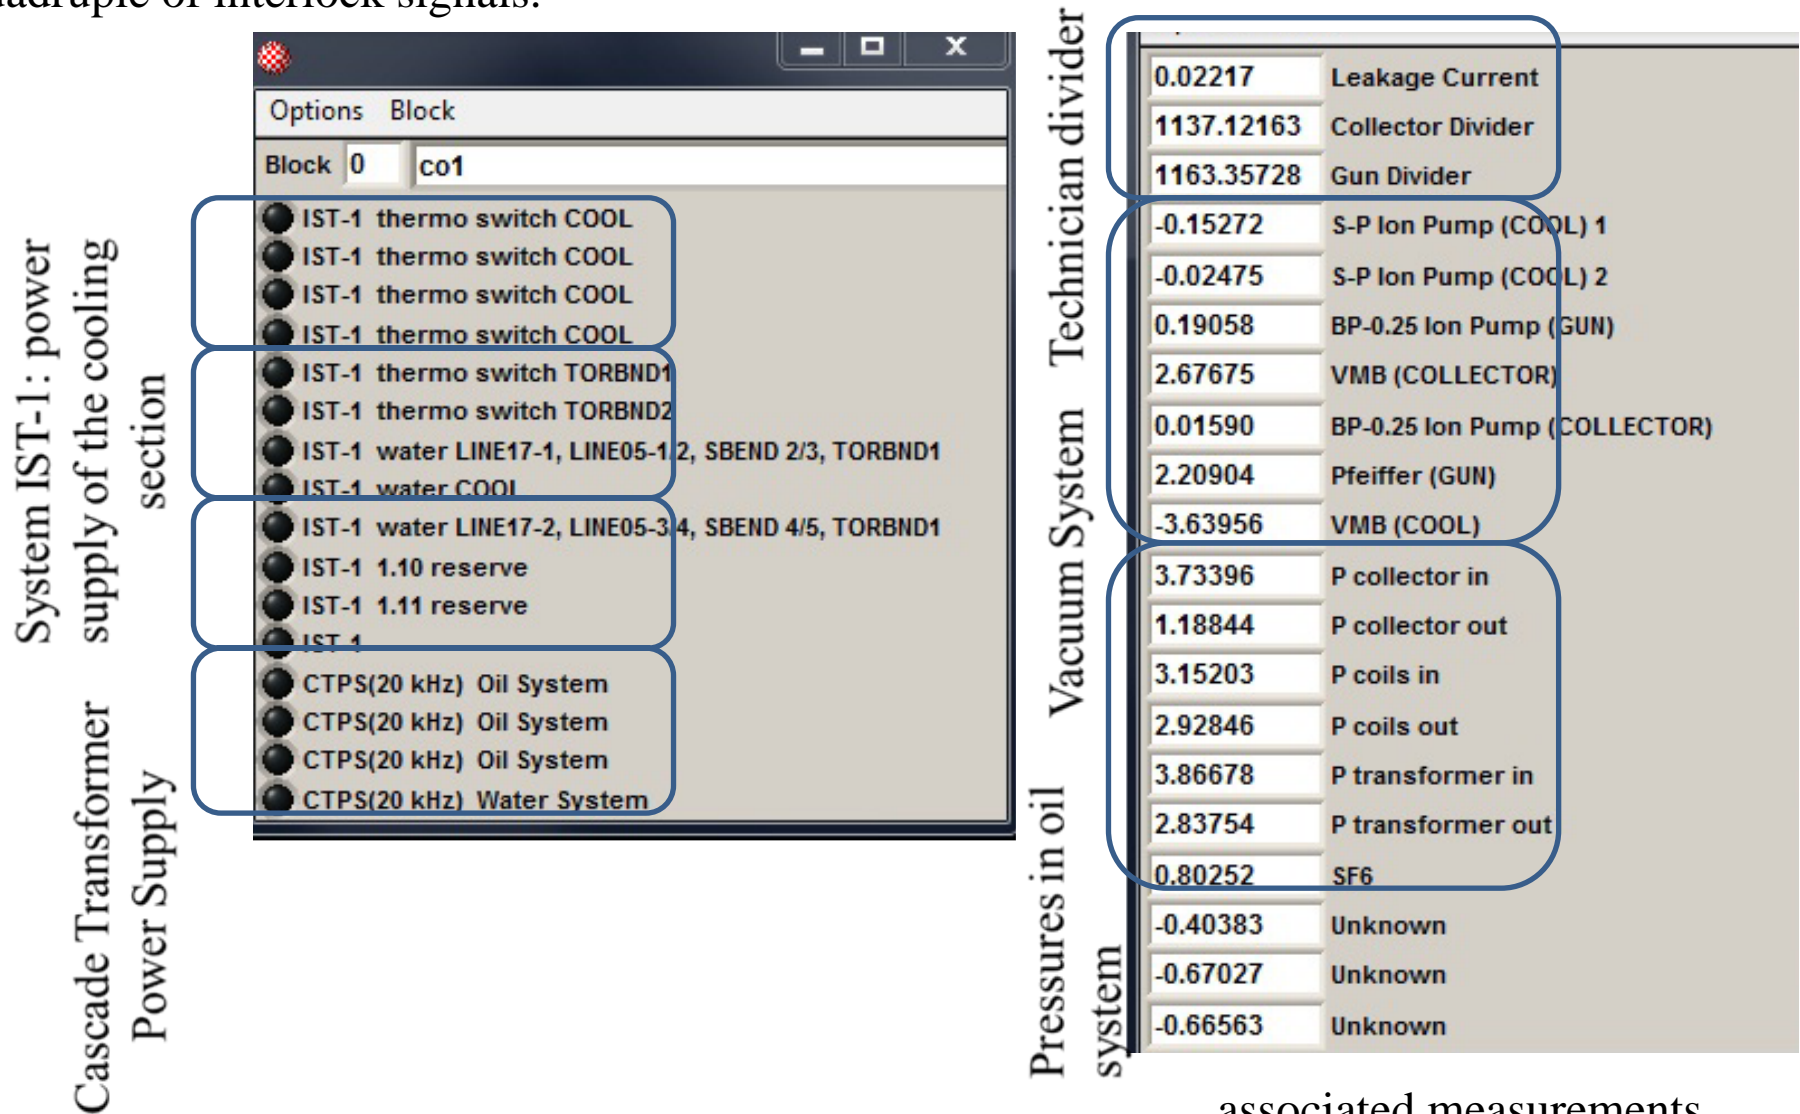 quadruple of interlock signals.
System IST-1: power
supply of the cooling
section
Cascade Transformer
Power Supply
X
Options Block
Block 0 co1
IST-1 thermo switch COOL
IST-1 thermo switch COOL
IST-1 thermo switch COOL
IST-1 thermo switch COOL
IST-1 thermo switch TORBND1
IST-1 thermo switch TORBND2
IST-1 water LINE17-1, LINE05-1/2, SBEND 2/3, TORBND1
IST-1 water COOL
IST-1 water LINE17-2, LINE05-3/4, SBEND 4/5, TORBND1
IST-1 1.10 reserve
IST-1 1.11 reserve
IST-1
CTPS(20 kHz) Oil System
CTPS(20 kHz) Oil System
CTPS(20 kHz) Oil System
CTPS(20 kHz) Water System
Technician divider
Vacuum System
Pressures in oil
system
0.02217 Leakage Current
1137.12163 Collector Divider
1163.35728 Gun Divider
-0.15272 S-P Ion Pump (COOL) 1
-0.02475 S-P Ion Pump (COOL) 2
0.19058 BP-0.25 Ion Pump (GUN)
2.67675 VMB (COLLECTOR)
0.01590 BP-0.25 Ion Pump (COLLECTOR)
2.20904 Pfeiffer (GUN)
-3.63956 VMB (COOL)
3.73396 P collector in
1.18844 P collector out
3.15203 P coils in
2.92846 P coils out
3.86678 P transformer in
2.83754 P transformer out
0.80252 SF6
-0.40383 Unknown
-0.67027 Unknown
-0.66563 Unknown
associated measurements